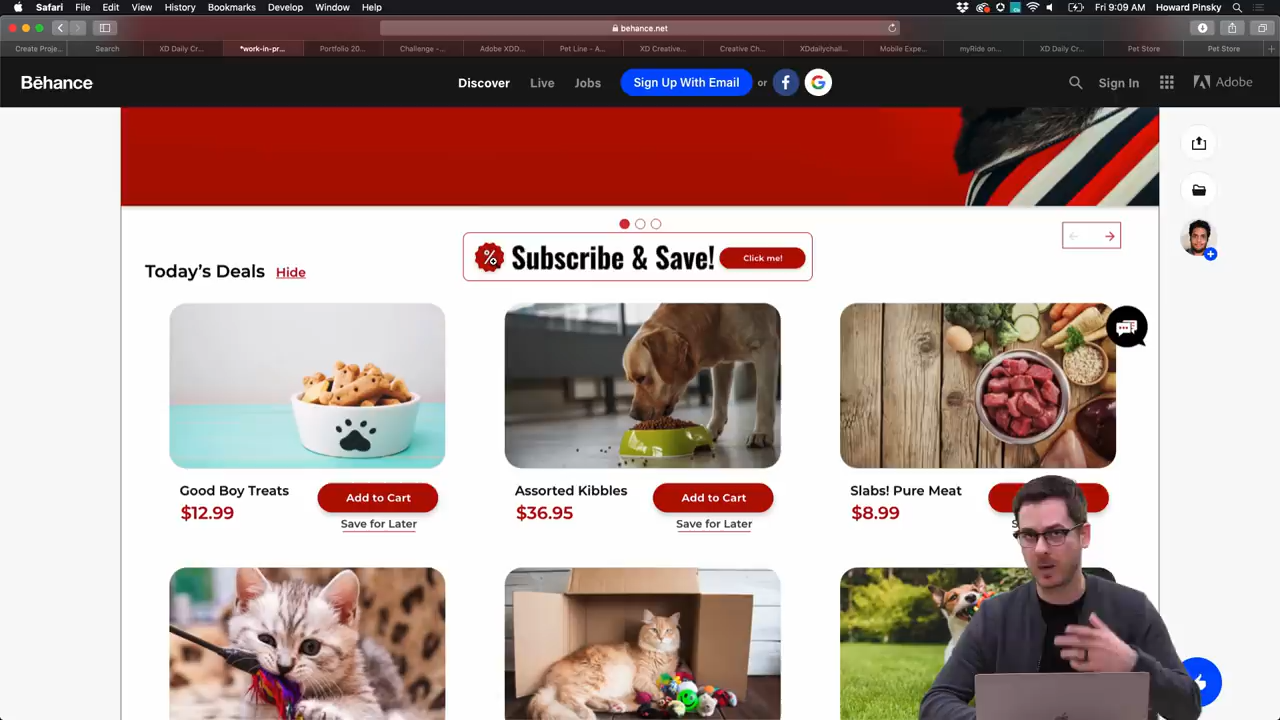 Safari File Edit View History Bookmarks Develop Window Help Fri 9:09 AM Howard Pinsky
behance.net
Create Proje... Search XD Daily Cr... *work-in-pr... Portfolio 20... Challenge -... Adobe XDD... Pet Line - A... XD Creative... Creative Ch... XDdailychall... Mobile Expe... myRide on... XD Daily Cr... Pet Store Pet Store
Bēhance Discover Live Jobs Sign Up With Email or f G Sign In Adobe
Subscribe & Save! Click me!
Today's Deals Hide
Good Boy Treats Add to Cart
$12.99
Save for Later
Assorted Kibbles Add to Cart
$36.95
Save for Later
Slabs! Pure Meat
$8.99